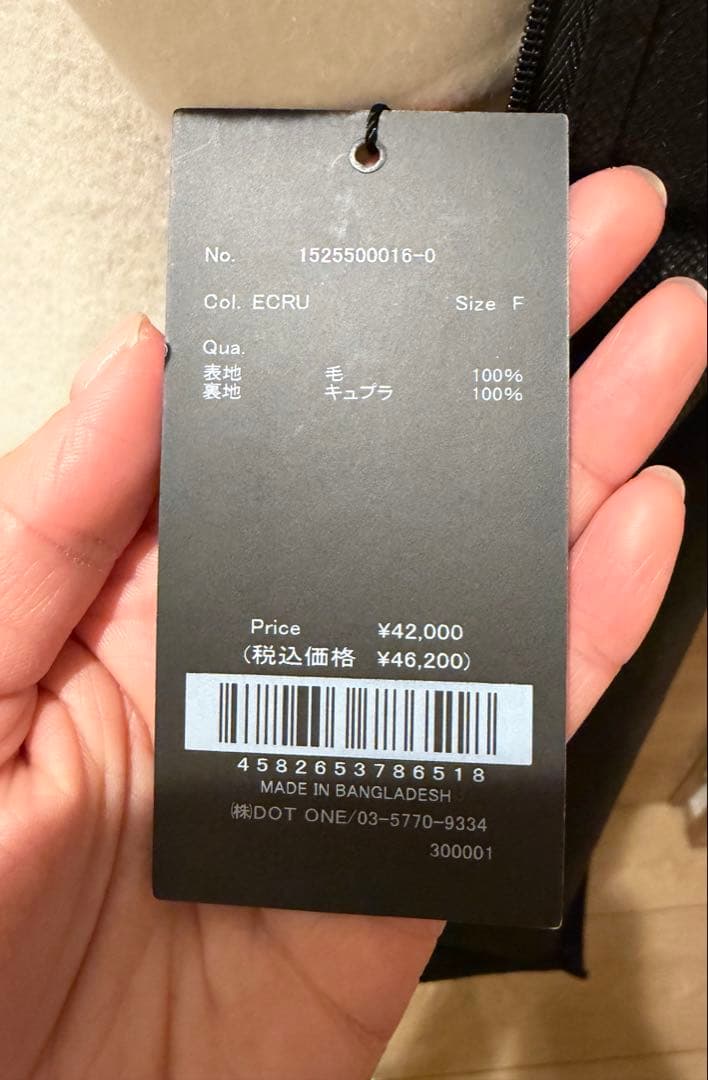 No. 1525500016-0
Col. ECRU Size F
Qua.
表地 毛 100%
裏地 キュプラ 100%
Price ¥42,000
(税込価格 ¥46,200)
4582653786518
MADE IN BANGLADESH
㈱DOT ONE/03-5770-9334
300001